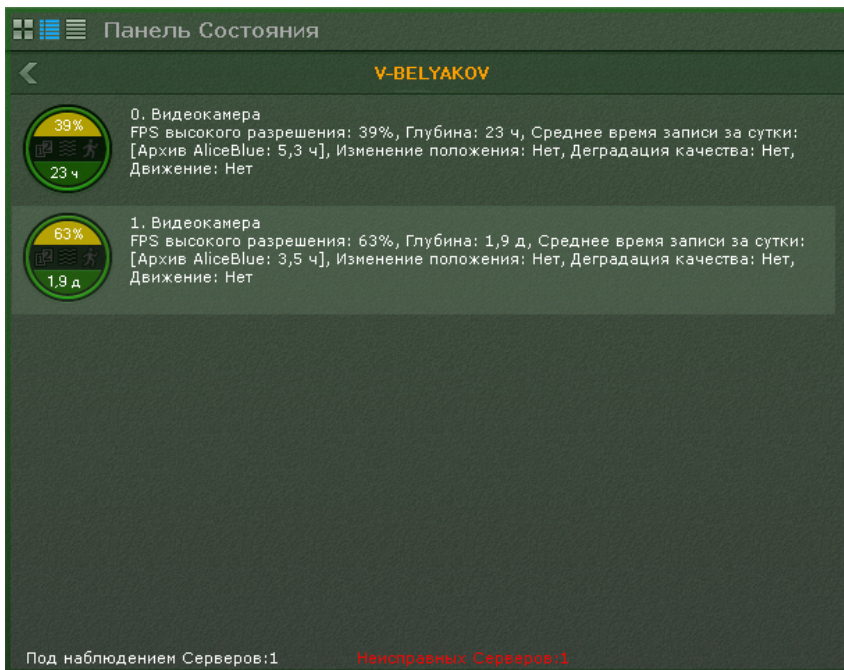 Панель Состояния
V-BELYAKOV
39%
23 ч
0. Видеокамера
FPS высокого разрешения: 39%, Глубина: 23 ч, Среднее время записи за сутки:
[Архив AliceBlue: 5,3 ч], Изменение положения: Нет, Деградация качества: Нет,
Движение: Нет
63%
1,9 д
1. Видеокамера
FPS высокого разрешения: 63%, Глубина: 1,9 д, Среднее время записи за сутки:
[Архив AliceBlue: 3,5 ч], Изменение положения: Нет, Деградация качества: Нет,
Движение: Нет
Под наблюдением Серверов:1 Неисправных Серверов:1